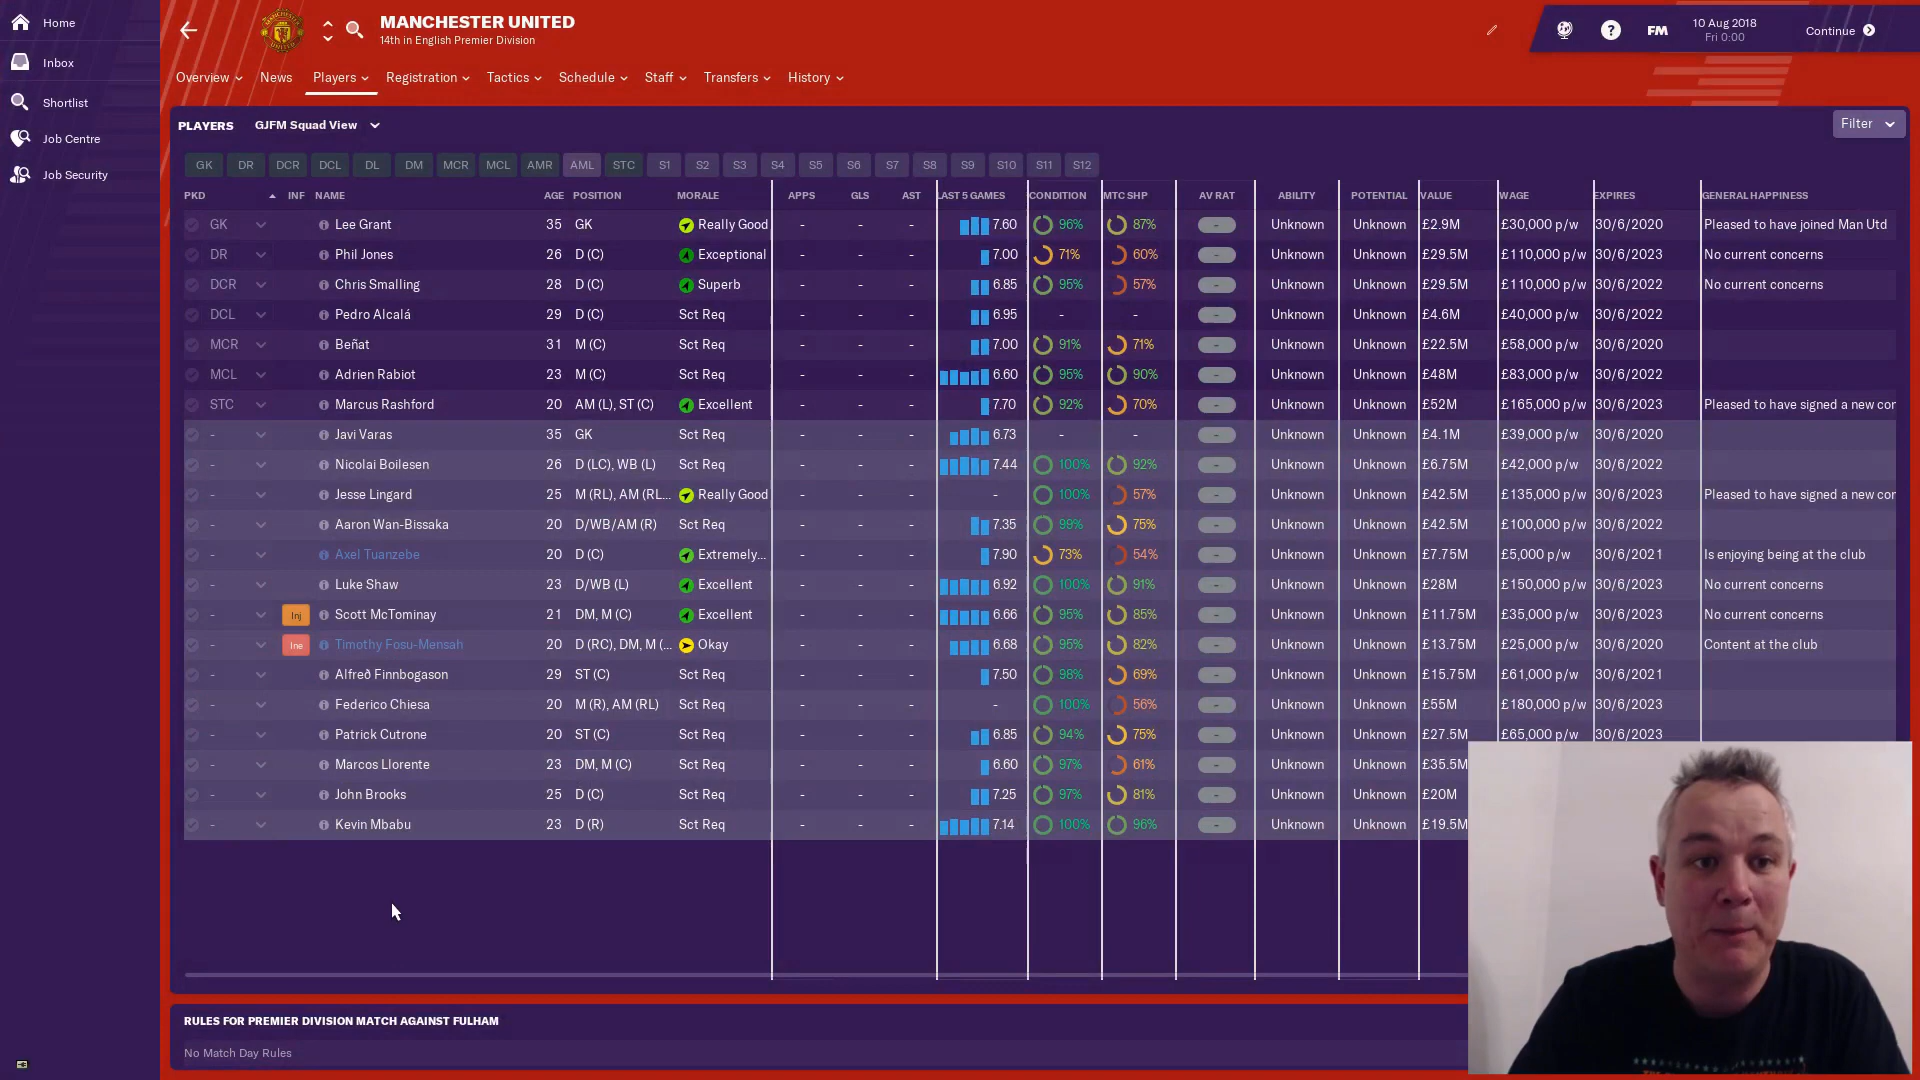 Home
Inbox
Shortlist
Job Centre
Job Security
MANCHESTER UNITED
14th in English Premier Division
FM
10 Aug 2018
Fri 0:00
Continue
Overview News Players Registration Tactics Schedule Staff Transfers History
PLAYERS GJFM Squad View
Filter
GK DR DCR DCL DL DM MCR MCL AMR AML STC S1 S2 S3 S4 S5 S6 S7 S8 S9 S10 S11 S12
PKD INF NAME AGE POSITION MORALE APPS GLS AST LAST 5 GAMES CONDITION MTC SHP AV RAT ABILITY POTENTIAL VALUE WAGE EXPIRES GENERAL HAPPINESS
GK Lee Grant 35 GK Really Good - - - 7.60 96% 87% - Unknown Unknown £2.9M £30,000 p/w 30/6/2020 Pleased to have joined Man Utd
DR Phil Jones 26 D (C) Exceptional - - - 7.00 71% 60% - Unknown Unknown £29.5M £110,000 p/w 30/6/2023 No current concerns
DCR Chris Smalling 28 D (C) Superb - - - 6.85 95% 57% - Unknown Unknown £29.5M £110,000 p/w 30/6/2022 No current concerns
DCL Pedro Alcalá 29 D (C) Sct Req - - - 6.95 - - - Unknown Unknown £4.6M £40,000 p/w 30/6/2022
MCR Beñat 31 M (C) Sct Req - - - 7.00 91% 71% - Unknown Unknown £22.5M £58,000 p/w 30/6/2020
MCL Adrien Rabiot 23 M (C) Sct Req - - - 6.60 95% 90% - Unknown Unknown £48M £83,000 p/w 30/6/2022
STC Marcus Rashford 20 AM (L), ST (C) Excellent - - - 7.70 92% 70% - Unknown Unknown £52M £165,000 p/w 30/6/2023 Pleased to have signed a new cor
- Javi Varas 35 GK Sct Req - - - 6.73 - - - Unknown Unknown £4.1M £39,000 p/w 30/6/2020
- Nicolai Boilesen 26 D (LC), WB (L) Sct Req - - - 7.44 100% 92% - Unknown Unknown £6.75M £42,000 p/w 30/6/2022
- Jesse Lingard 25 M (RL), AM (RL... Really Good - - - - 100% 57% - Unknown Unknown £42.5M £135,000 p/w 30/6/2023 Pleased to have signed a new cor
- Aaron Wan-Bissaka 20 D/WB/AM (R) Sct Req - - - 7.35 99% 75% - Unknown Unknown £42.5M £100,000 p/w 30/6/2022
- Axel Tuanzebe 20 D (C) Extremely... - - - 7.90 73% 54% - Unknown Unknown £7.75M £5,000 p/w 30/6/2021 Is enjoying being at the club
- Luke Shaw 23 D/WB (L) Excellent - - - 6.92 100% 91% - Unknown Unknown £28M £150,000 p/w 30/6/2023 No current concerns
- Inj Scott McTominay 21 DM, M (C) Excellent - - - 6.66 95% 85% - Unknown Unknown £11.75M £35,000 p/w 30/6/2023 No current concerns
- Ine Timothy Fosu-Mensah 20 D (RC), DM, M (... Okay - - - 6.68 95% 82% - Unknown Unknown £13.75M £25,000 p/w 30/6/2020 Content at the club
- Alfreð Finnbogason 29 ST (C) Sct Req - - - 7.50 98% 69% - Unknown Unknown £15.75M £61,000 p/w 30/6/2021
- Federico Chiesa 20 M (R), AM (RL) Sct Req - - - - 100% 56% - Unknown Unknown £55M £180,000 p/w 30/6/2023
- Patrick Cutrone 20 ST (C) Sct Req - - - 6.85 94% 75% - Unknown Unknown £27.5M £65,000 p/w 30/6/2023
- Marcos Llorente 23 DM, M (C) Sct Req - - - 6.60 97% 61% - Unknown Unknown £35.5M
- John Brooks 25 D (C) Sct Req - - - 7.25 97% 81% - Unknown Unknown £20M
- Kevin Mbabu 23 D (R) Sct Req - - - 7.14 100% 96% - Unknown Unknown £19.5M
RULES FOR PREMIER DIVISION MATCH AGAINST FULHAM
No Match Day Rules